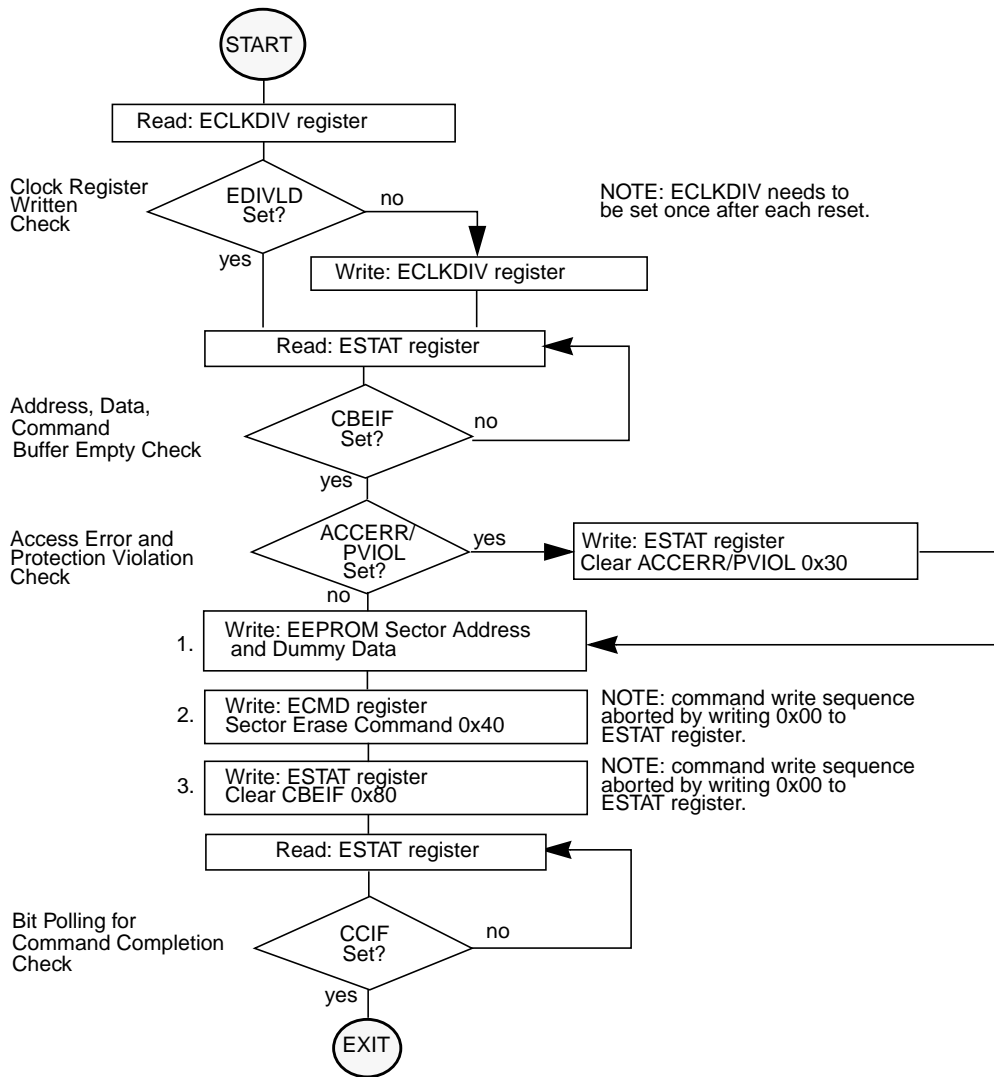 START
Read: ECLKDIV register
Clock Register
Written
Check
EDIVLD
Set?
no
yes
NOTE: ECLKDIV needs to
be set once after each reset.
Write: ECLKDIV register
Read: ESTAT register
Address, Data,
Command
Buffer Empty Check
CBEIF
Set?
no
yes
Access Error and
Protection Violation
Check
ACCERR/
PVIOL
Set?
yes
no
Write: ESTAT register
Clear ACCERR/PVIOL 0x30
1.
Write: EEPROM Sector Address
and Dummy Data
2.
Write: ECMD register
Sector Erase Command 0x40
NOTE: command write sequence
aborted by writing 0x00 to
ESTAT register.
3.
Write: ESTAT register
Clear CBEIF 0x80
NOTE: command write sequence
aborted by writing 0x00 to
ESTAT register.
Read: ESTAT register
Bit Polling for
Command Completion
Check
CCIF
Set?
no
yes
EXIT